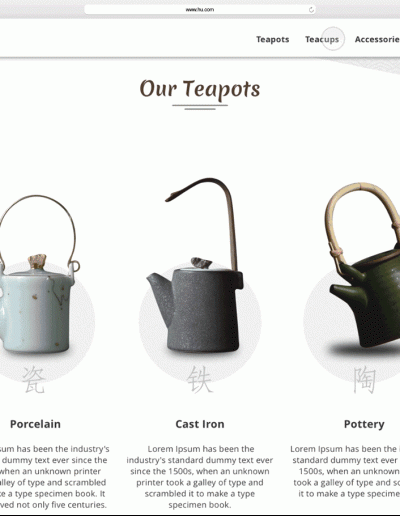 www.hu.com
Teapots Teacups Accessorie
Our Teapots
瓷 铁 陶
Porcelain Cast Iron Pottery
sum has been the industry's
dummy text ever since the
when an unknown printer
galley of type and scrambled
e a type specimen book. It
ved not only five centuries.
Lorem Ipsum has been the
industry's standard dummy text ever
since the 1500s, when an unknown
printer took a galley of type and
scrambled it to make a type
specimen book.
Lorem Ipsum has been the
standard dummy text ever
1500s, when an unknown
took a galley of type and sc
it to make a type specimen